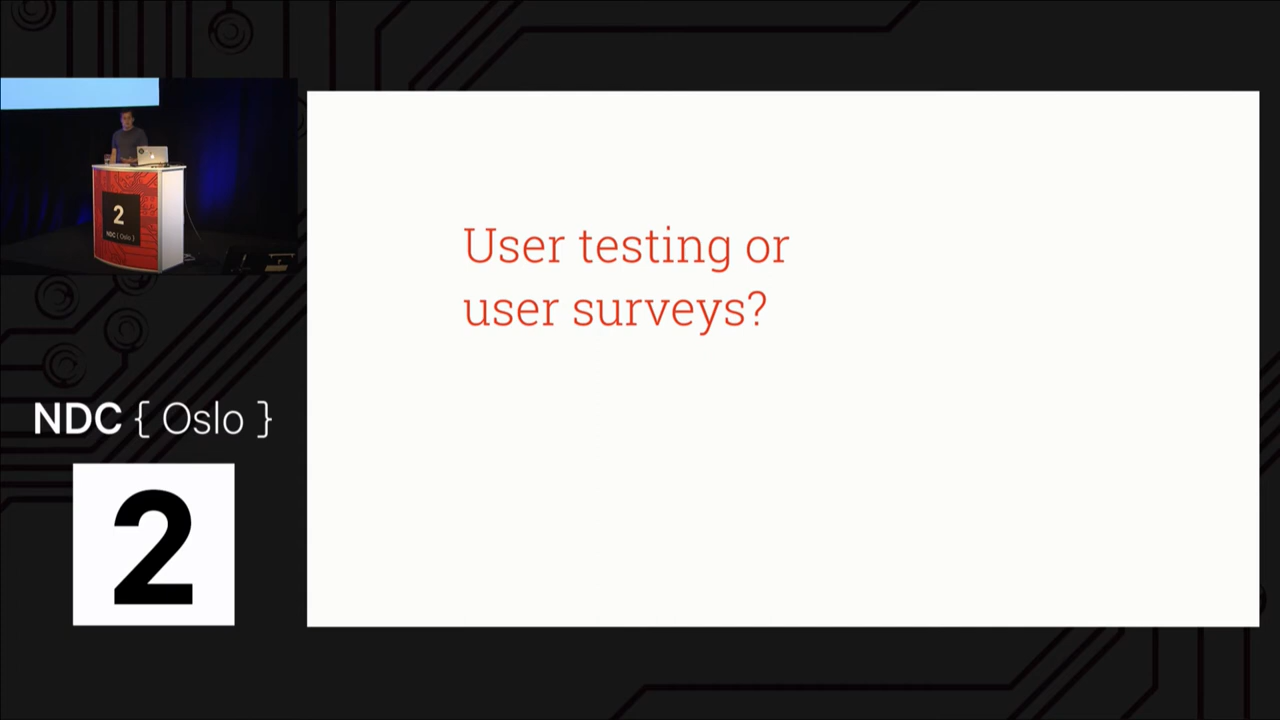 2
NDC { Oslo }
User testing or
user surveys?
NDC { Oslo }
2